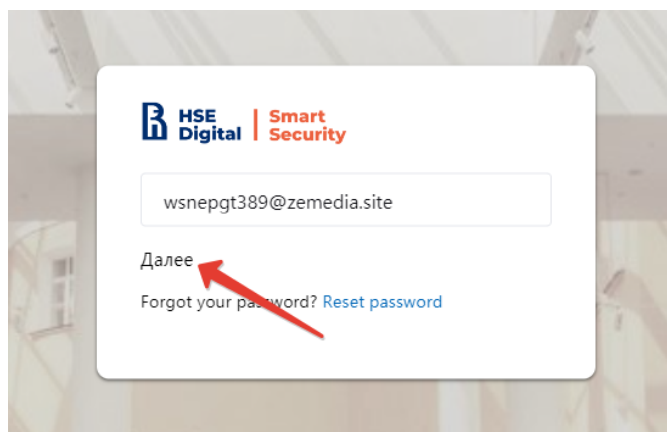 HSE Digital | Smart Security
wsnepgt389@zemedia.site
Далее
Forgot your password? Reset password